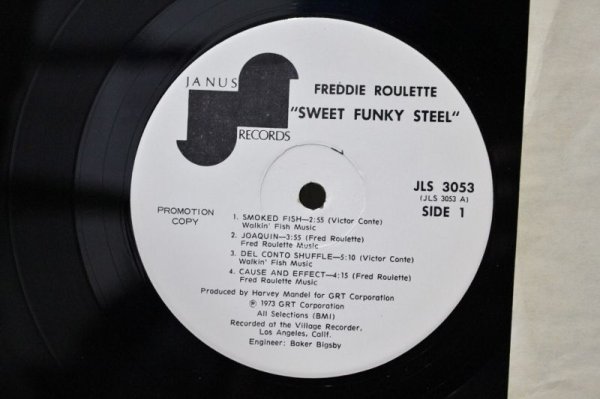 JANUS
RECORDS
FREDDIE ROULETTE
"SWEET FUNKY STEEL"
JLS 3053
(JLS 3053 A)
SIDE 1
PROMOTION
COPY
1. SMOKED FISH—2:55 (Victor Conte)
Walkin' Fish Music
2. JOAQUIN—3:55 (Fred Roulette)
Fred Roulette Music
3. DEL CONTO SHUFFLE—5:10 (Victor Conte)
Walkin' Fish Music
4. CAUSE AND EFFECT—4:15 (Fred Roulette)
Fred Roulette Music
Produced by Harvey Mandel for GRT Corporation
℗ 1973 GRT Corporation
All Selections (BMI)
Recorded at the Village Recorder,
Los Angeles, Calif.
Engineer: Baker Bigsby